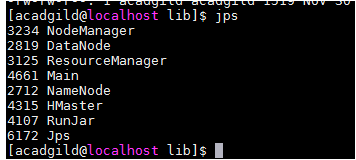 [acadgild@localhost lib]$ jps
3234 NodeManager
2819 DataNode
3125 ResourceManager
4661 Main
2712 NameNode
4315 HMaster
4107 RunJar
6172 Jps
[acadgild@localhost lib]$